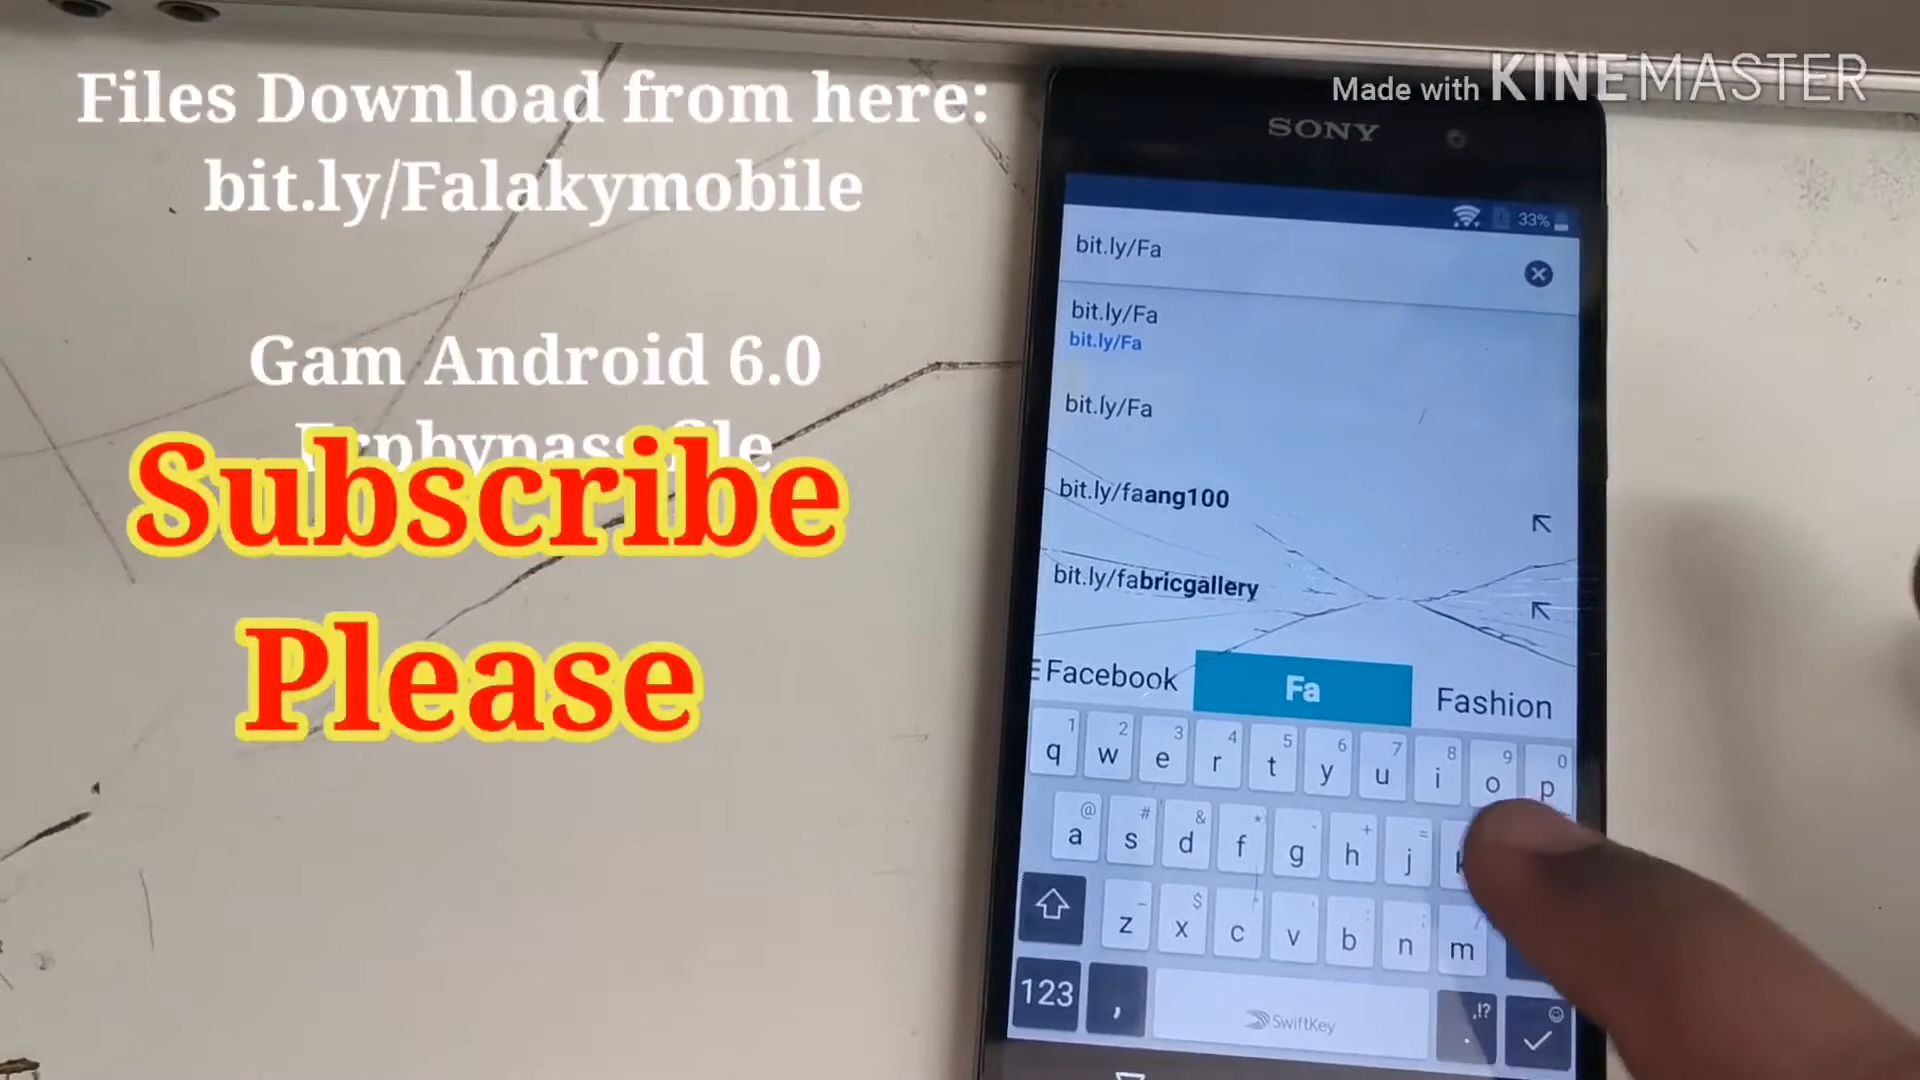 Files Download from here:
bit.ly/Falakymobile
Gam Android 6.0
Subscribe
Please
Made with KINEMASTER
SONY
33%
bit.ly/Fa
bit.ly/Fa
bit.ly/Fa
bit.ly/Fa
bit.ly/faang100
bit.ly/fabricgallery
Facebook Fa Fashion
1 2 3 4 5 6 7 8 9 0
q w e r t y u i o p
@ # & * - + =
a s d f g h j k
$
z x c v b n m
123 , SwiftKey . ,!?